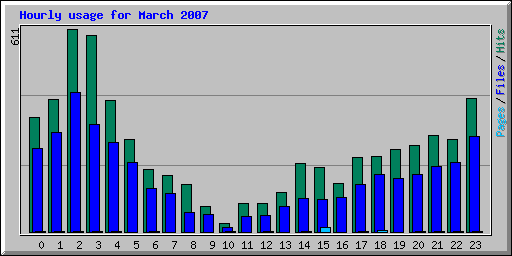 Hourly usage for March 2007
611
Pages/Files/Hits
0 1 2 3 4 5 6 7 8 9 10 11 12 13 14 15 16 17 18 19 20 21 22 23